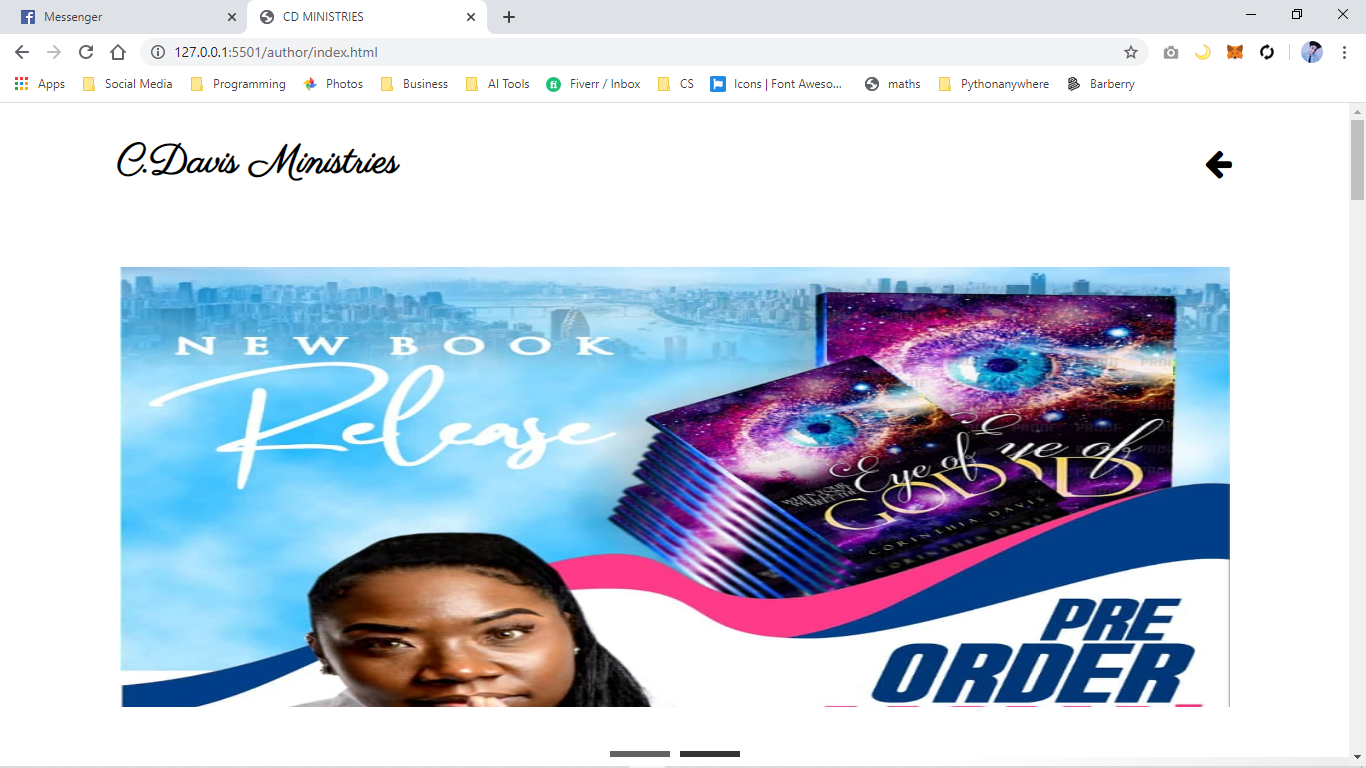 Messenger
CD MINISTRIES
127.0.0.1:5501/author/index.html
Apps
Social Media
Programming
Photos
Business
AI Tools
fi
Fiverr / Inbox
CS
Icons | Font Aweso...
maths
Pythonanywhere
Barberry
C.Davis Ministries
NEW BOOK
Release
Eye of
GOD
CORINTHIA DAVIS
ye of
D
CORINTHIA DAVIS
PRE
ORDER